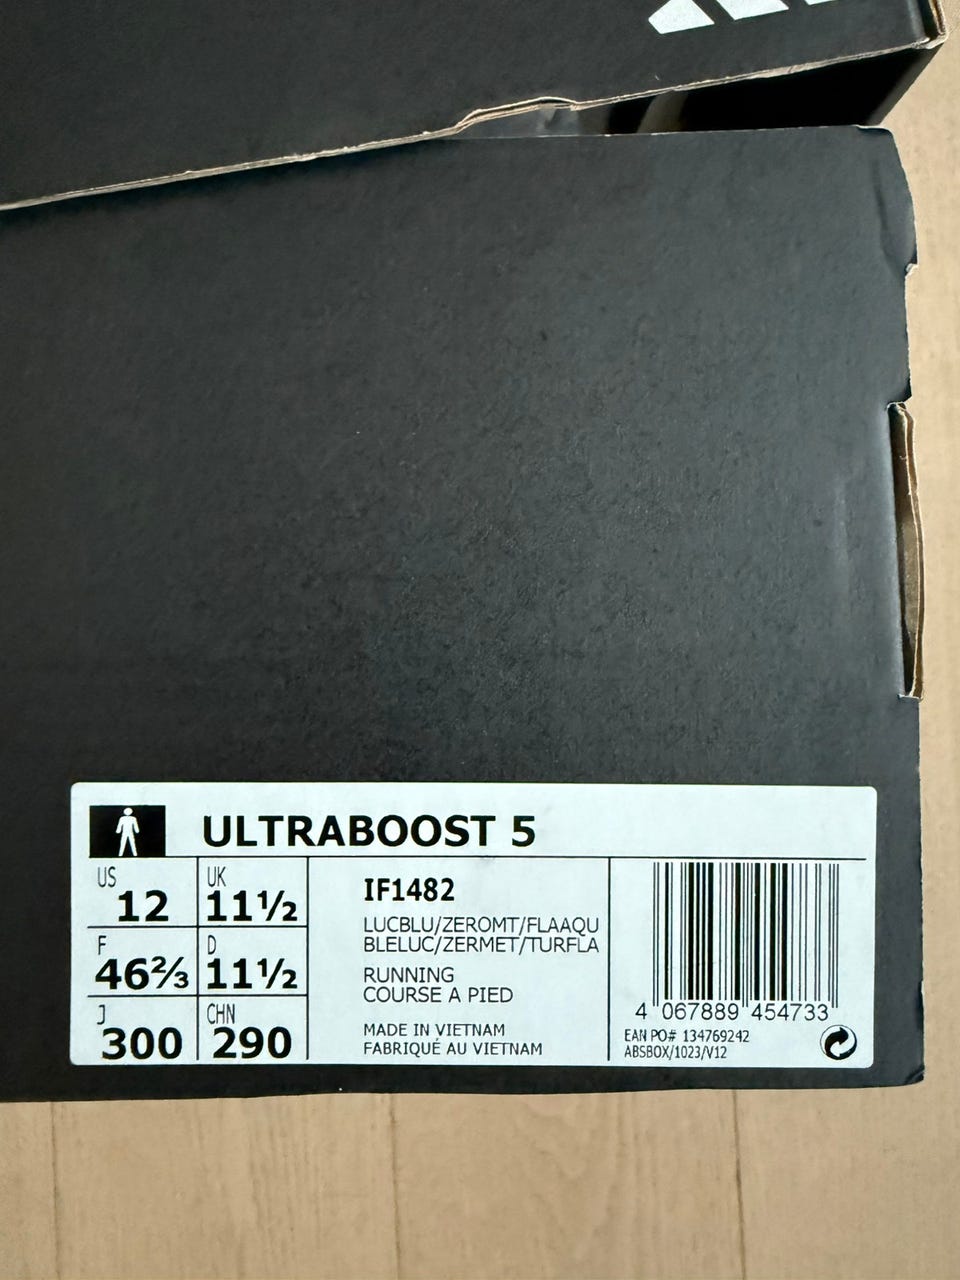 ULTRABOOST 5
US
12
UK
11½
F
46⅔
D
11½
J
300
CHN
290
IF1482
LUCBLU/ZEROMT/FLAAQU
BLELUC/ZERMET/TURFLA
RUNNING
COURSE A PIED
MADE IN VIETNAM
FABRIQUÉ AU VIETNAM
4 067889 454733
EAN PO# 134769242
ABSBOX/1023/V12